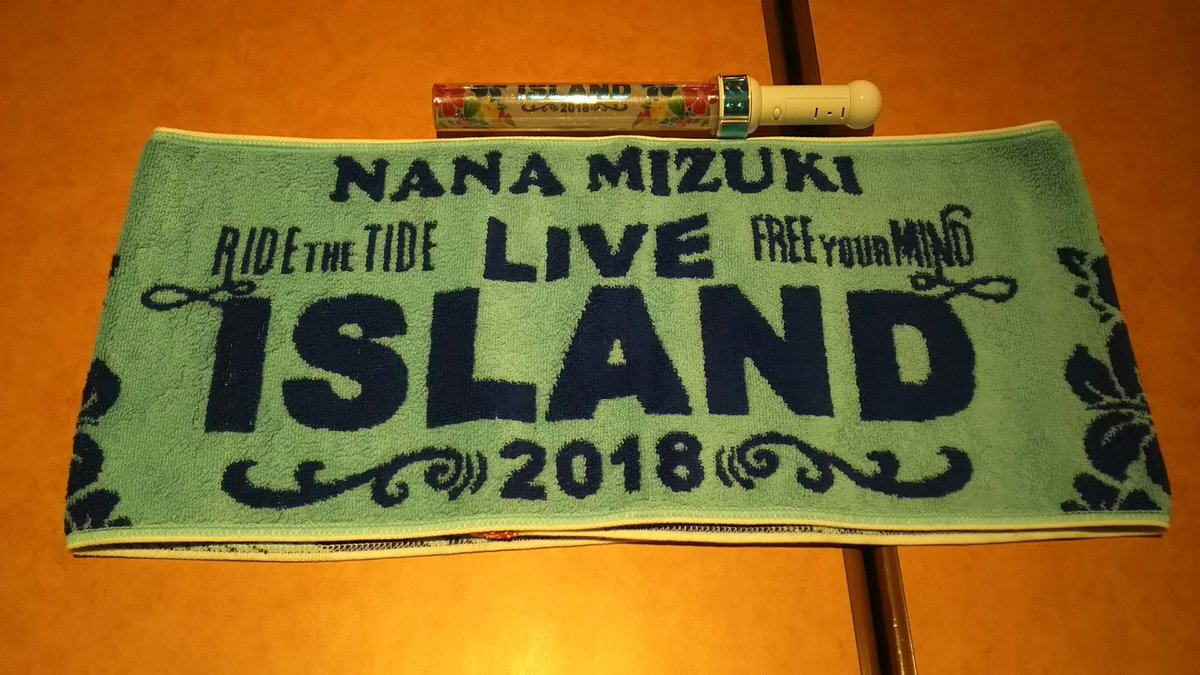 ISLAND
2018
NANA MIZUKI
RIDE THE TIDE LIVE FREE YOUR MIND
ISLAND
2018